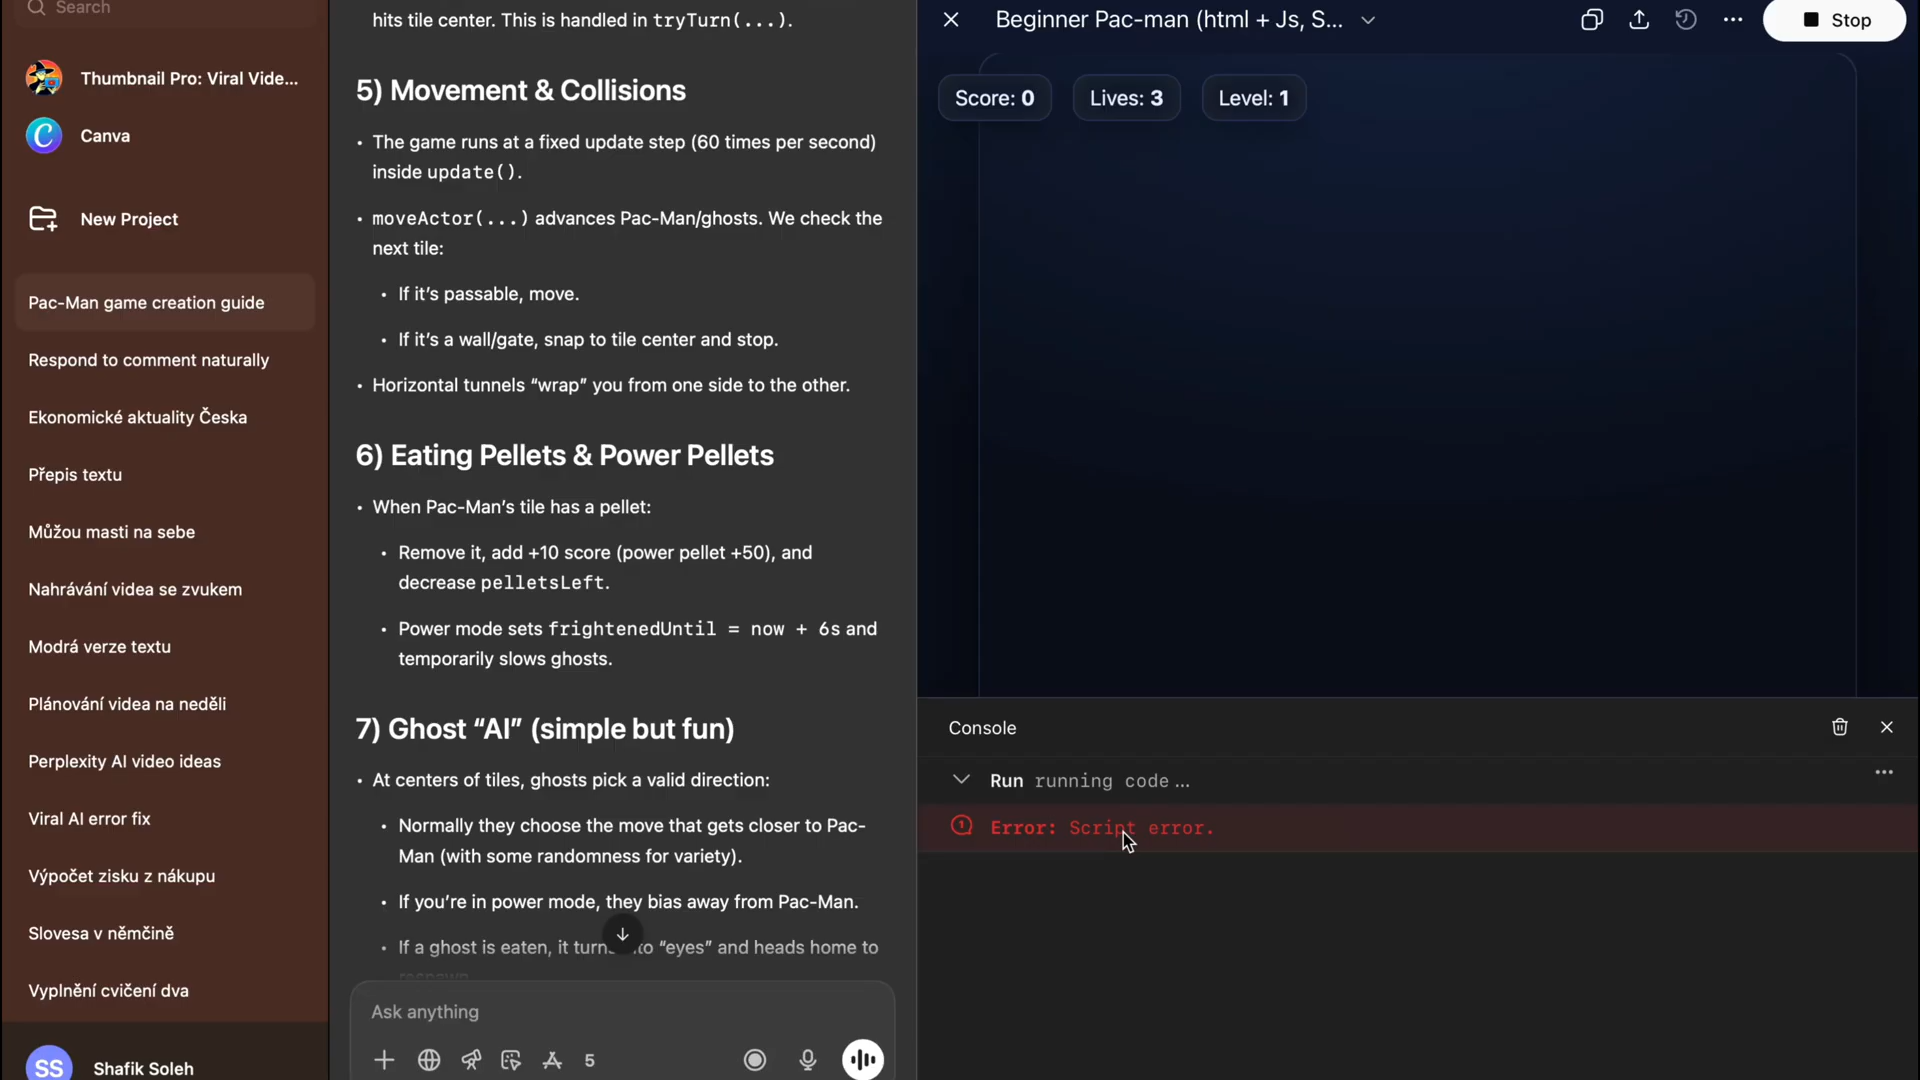 Search
Thumbnail Pro: Viral Vide...
Canva
New Project
Pac-Man game creation guide
Respond to comment naturally
Ekonomické aktuality Česka
Přepis textu
Můžou masti na sebe
Nahrávání videa se zvukem
Modrá verze textu
Plánování videa na neděli
Perplexity AI video ideas
Viral AI error fix
Výpočet zisku z nákupu
Slovesa v němčině
Vyplnění cvičení dva
SS Shafik Soleh
hits tile center. This is handled in tryTurn(...).
5) Movement & Collisions
• The game runs at a fixed update step (60 times per second)
inside update().
• moveActor(...) advances Pac-Man/ghosts. We check the
next tile:
• If it’s passable, move.
• If it’s a wall/gate, snap to tile center and stop.
• Horizontal tunnels “wrap” you from one side to the other.
6) Eating Pellets & Power Pellets
• When Pac-Man’s tile has a pellet:
• Remove it, add +10 score (power pellet +50), and
decrease pelletsLeft.
• Power mode sets frightenedUntil = now + 6s and
temporarily slows ghosts.
7) Ghost “AI” (simple but fun)
• At centers of tiles, ghosts pick a valid direction:
• Normally they choose the move that gets closer to Pac-
Man (with some randomness for variety).
• If you’re in power mode, they bias away from Pac-Man.
• If a ghost is eaten, it turns “eyes” and heads home to
respawn
Ask anything
5
Beginner Pac-man (html + Js, S...
Stop
Score: 0
Lives: 3
Level: 1
Console
Run running code…
1 Error: Script error.